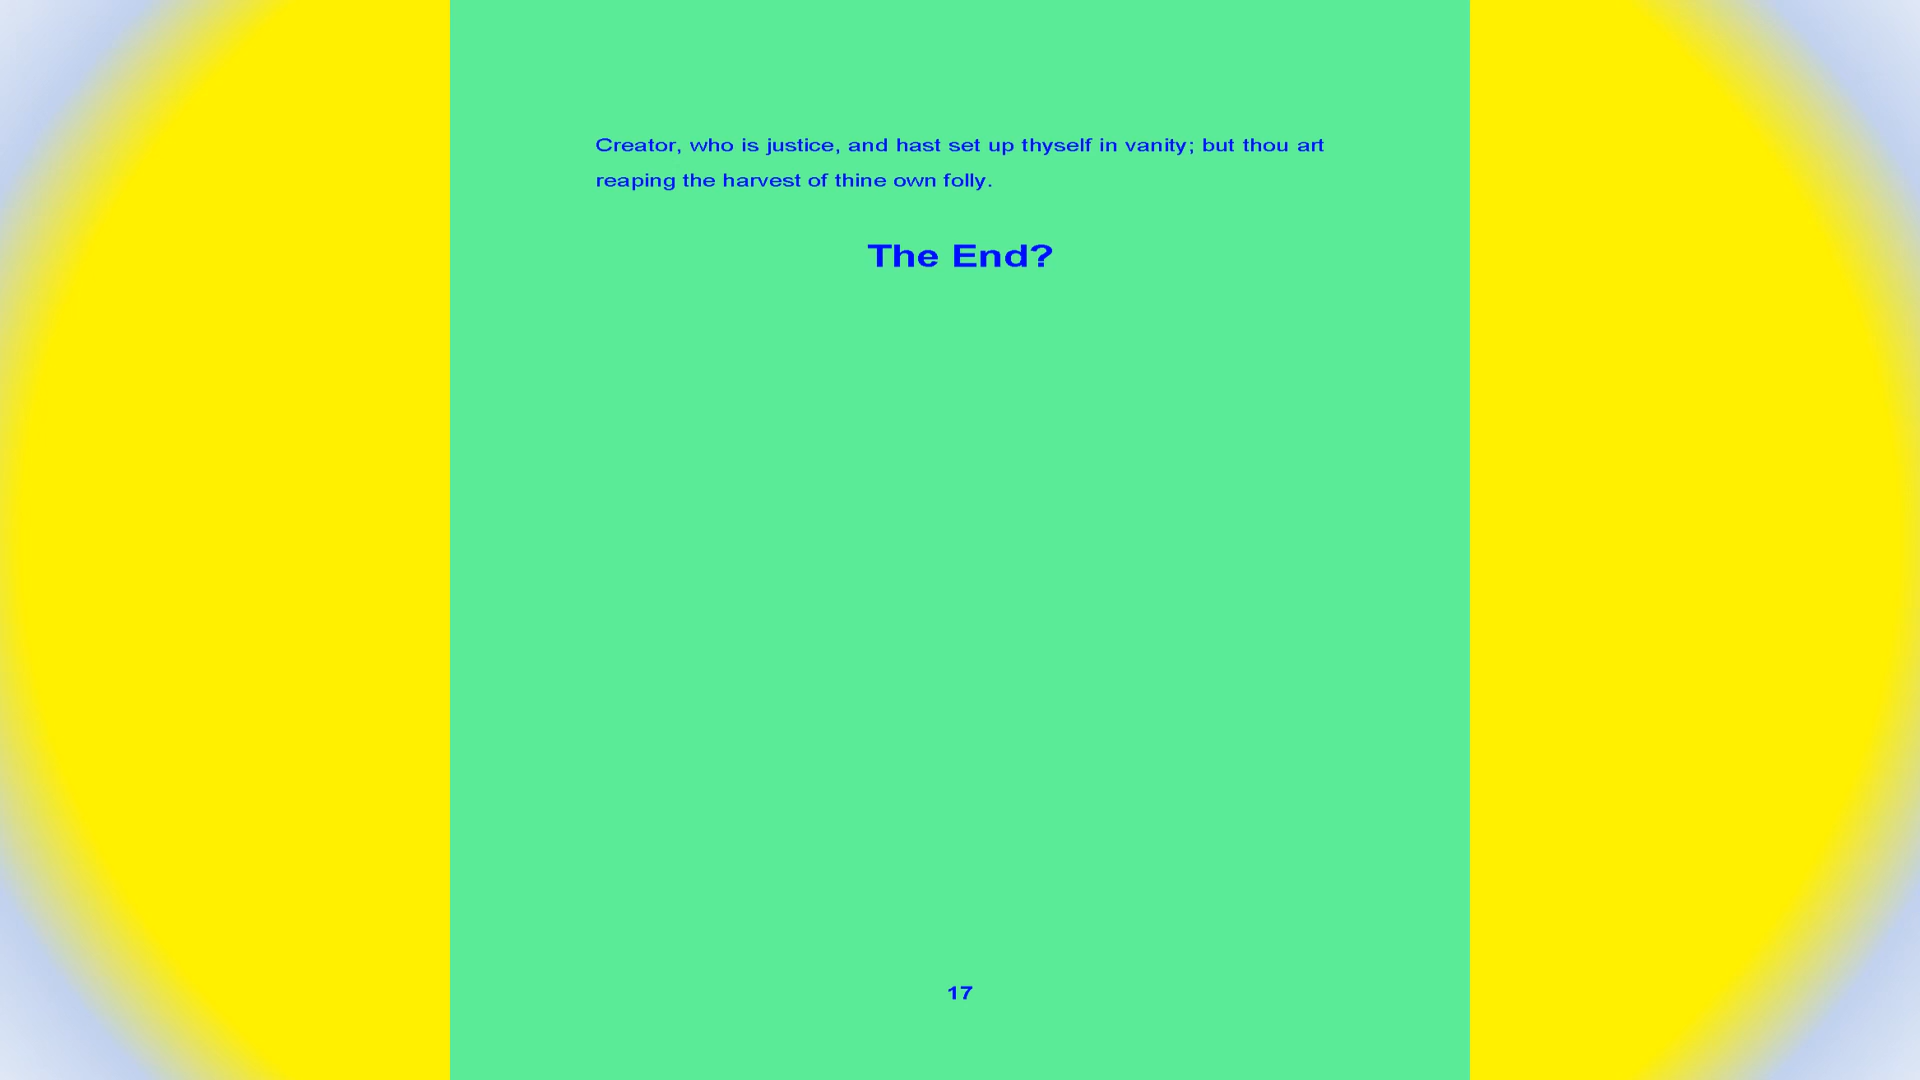 Creator, who is justice, and hast set up thyself in vanity; but thou art
reaping the harvest of thine own folly.
The End?
17